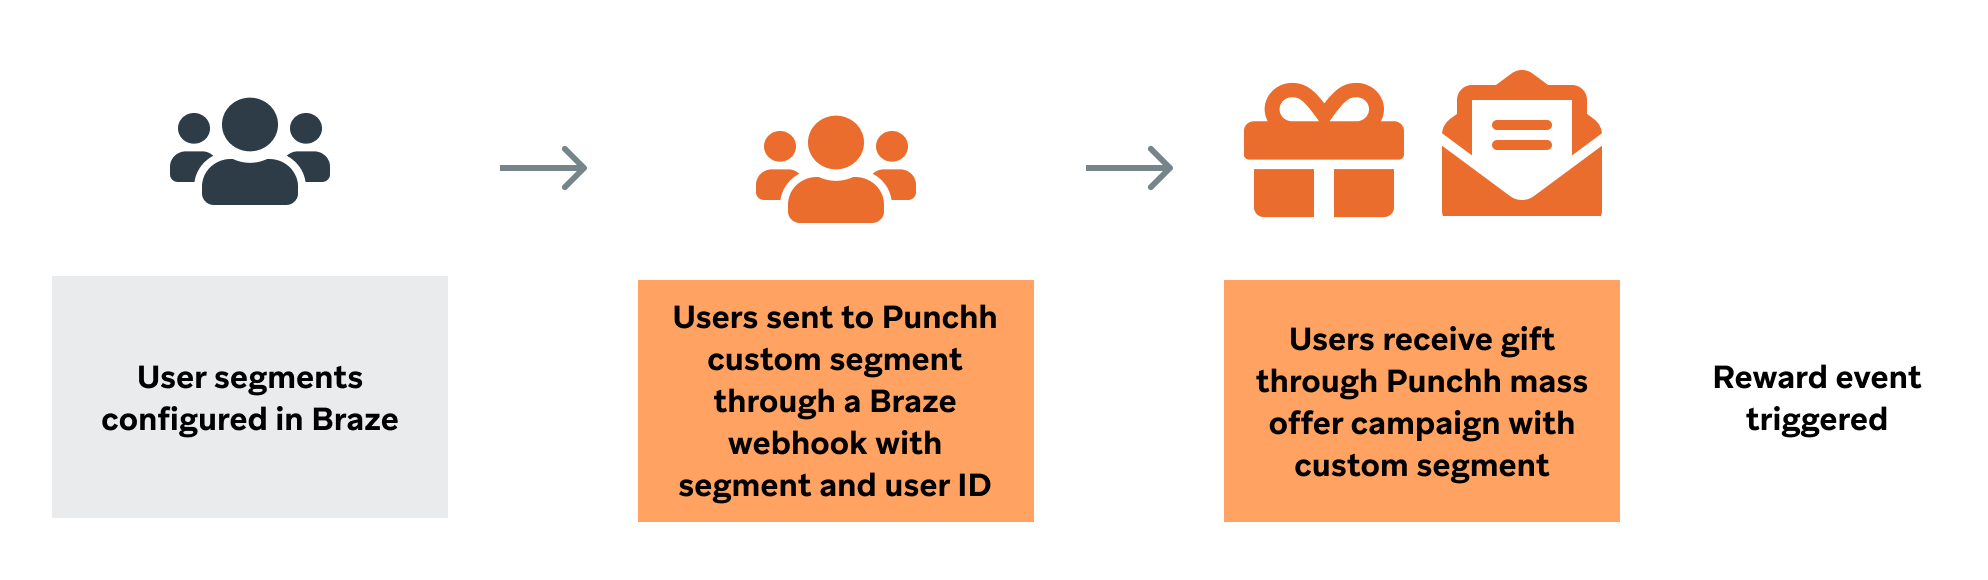 User segments
configured in Braze
Users sent to Punchh
custom segment
through a Braze
webhook with
segment and user ID
Users receive gift
through Punchh mass
offer campaign with
custom segment
Reward event
triggered